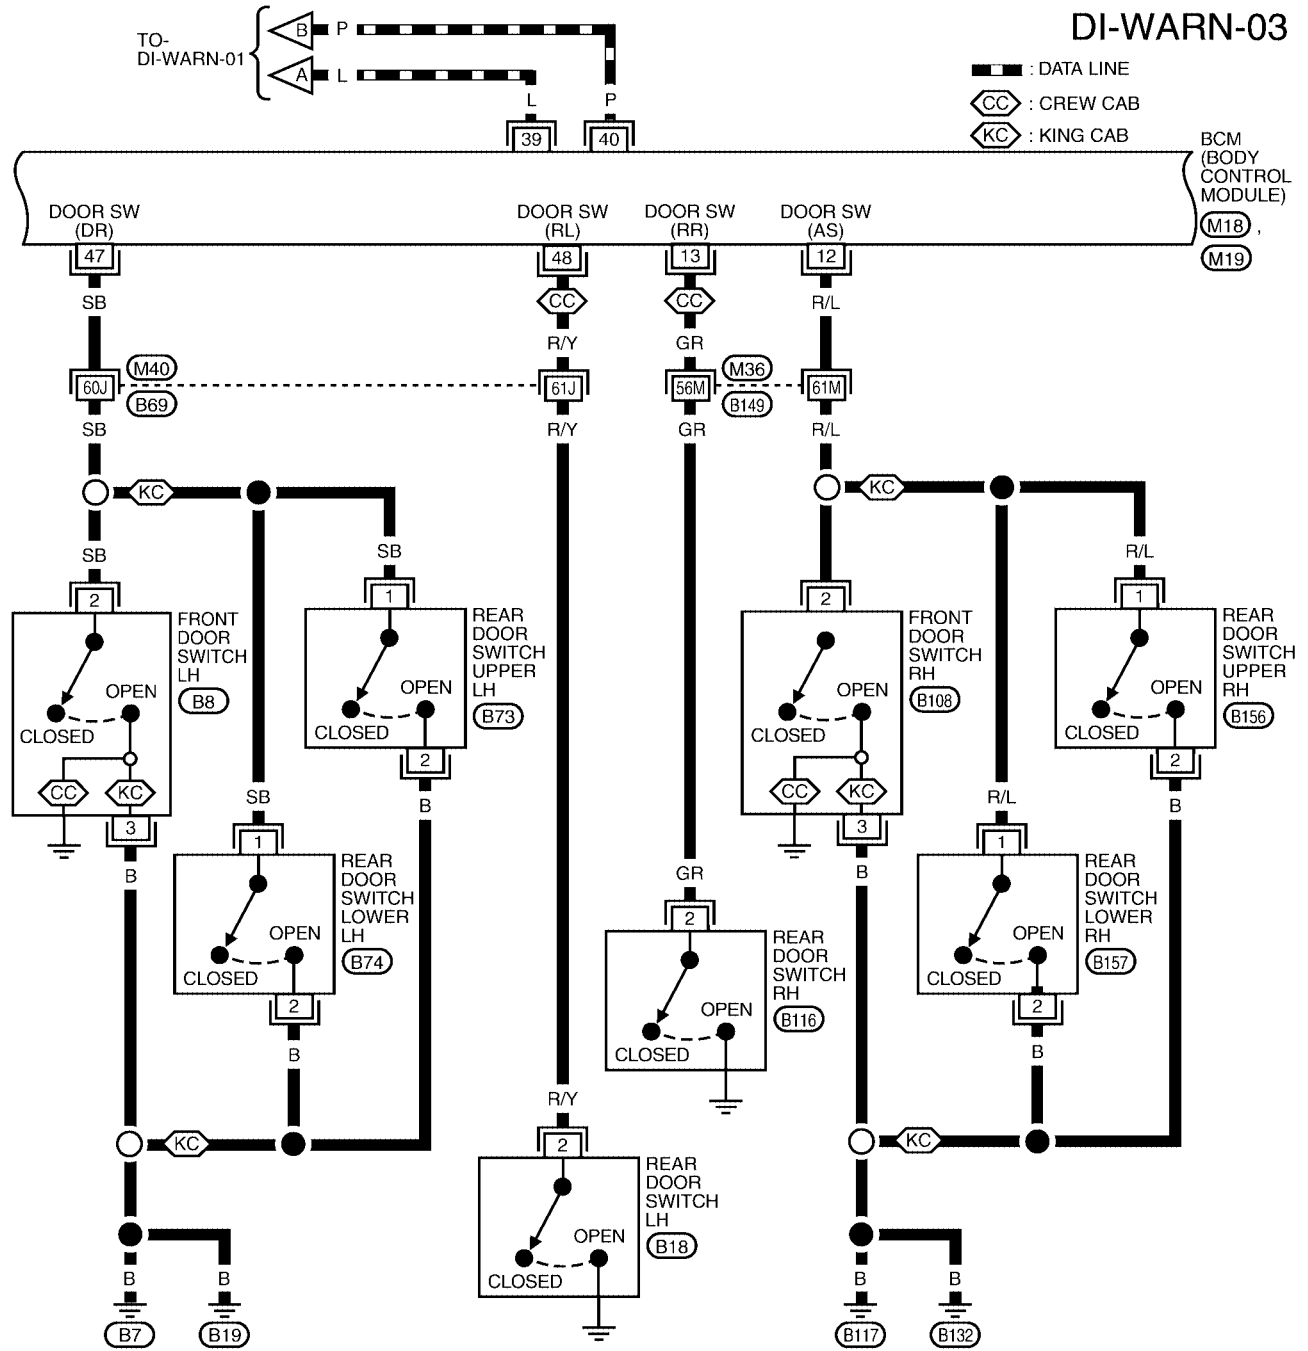 DI-WARN-03
TO-
DI-WARN-01
B P
A L
L P
39 40
: DATA LINE
CC : CREW CAB
KC : KING CAB
BCM
(BODY
CONTROL
MODULE)
M18 ,
M19
DOOR SW
(DR)
DOOR SW
(RL)
DOOR SW
(RR)
DOOR SW
(AS)
47 48 13 12
SB CC CC R/L
R/Y GR
M40 M36
60J 61J 56M 61M
B69 B149
SB R/Y GR R/L
KC KC
SB SB R/L
2 1 2 1
FRONT
DOOR
SWITCH
LH
B8
OPEN
CLOSED
CC KC
3
B
REAR
DOOR
SWITCH
UPPER
LH
B73
OPEN
CLOSED
2
B
FRONT
DOOR
SWITCH
RH
B108
OPEN
CLOSED
CC KC
3
B
REAR
DOOR
SWITCH
UPPER
RH
B156
OPEN
CLOSED
2
B
SB
1
REAR
DOOR
SWITCH
LOWER
LH
B74
OPEN
CLOSED
2
B
R/L
1
REAR
DOOR
SWITCH
LOWER
RH
B157
OPEN
CLOSED
2
B
GR
2
REAR
DOOR
SWITCH
RH
B116
OPEN
CLOSED
R/Y
2
REAR
DOOR
SWITCH
LH
B18
OPEN
CLOSED
KC KC
B B B B
B7 B19 B117 B132